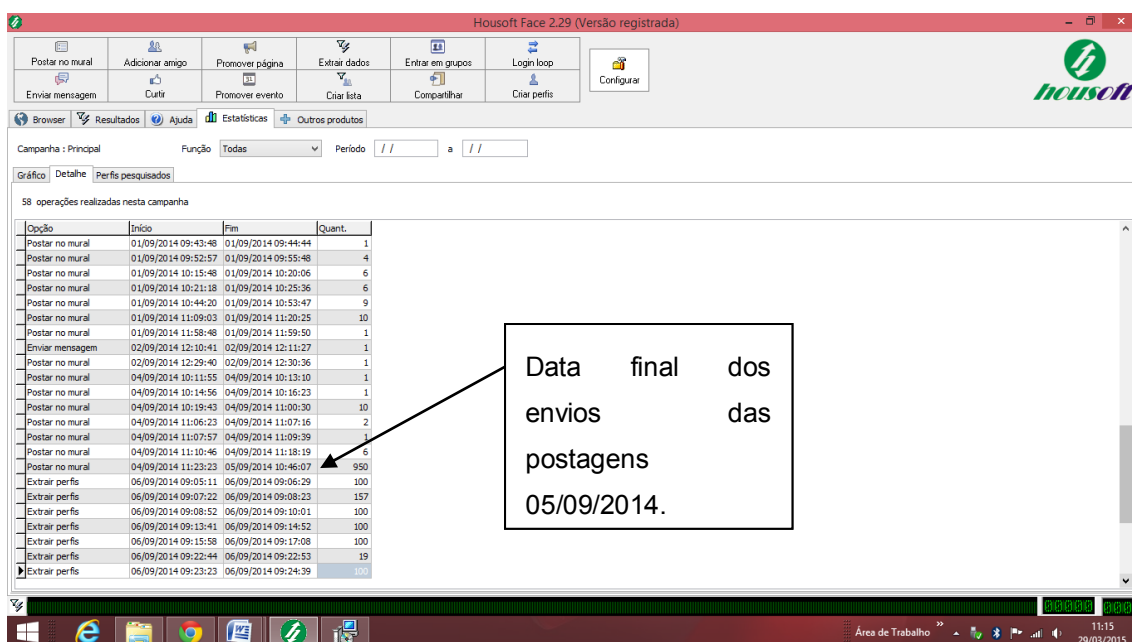 Housoft Face 2.29 (Versão registrada)
Postar no mural Adicionar amigo Promover página Extrair dados Entrar em grupos Login loop
Configurar
Enviar mensagem Curtir Promover evento Criar lista Compartilhar Criar perfis
housoft
Browser Resultados Ajuda Estatísticas Outros produtos
Campanha : Principal Função Todas Período / / a / /
Gráfico Detalhe Perfis pesquisados
58 operações realizadas nesta campanha
Opção Início Fim Quant.
Postar no mural 01/09/2014 09:43:48 01/09/2014 09:44:44 1
Postar no mural 01/09/2014 09:52:57 01/09/2014 09:55:48 4
Postar no mural 01/09/2014 10:15:48 01/09/2014 10:20:06 6
Postar no mural 01/09/2014 10:21:18 01/09/2014 10:25:36 6
Postar no mural 01/09/2014 10:44:20 01/09/2014 10:53:47 9
Postar no mural 01/09/2014 11:09:03 01/09/2014 11:20:25 10
Postar no mural 01/09/2014 11:58:48 01/09/2014 11:59:50 1
Enviar mensagem 02/09/2014 12:10:41 02/09/2014 12:11:27 1
Postar no mural 02/09/2014 12:29:40 02/09/2014 12:30:36 1
Postar no mural 04/09/2014 10:11:55 04/09/2014 10:13:10 1
Postar no mural 04/09/2014 10:14:56 04/09/2014 10:16:23 1
Postar no mural 04/09/2014 10:19:43 04/09/2014 11:00:30 10
Postar no mural 04/09/2014 11:06:23 04/09/2014 11:07:16 2
Postar no mural 04/09/2014 11:07:57 04/09/2014 11:09:39 1
Postar no mural 04/09/2014 11:10:46 04/09/2014 11:18:19 6
Postar no mural 04/09/2014 11:23:23 05/09/2014 10:46:07 950
Extrair perfis 06/09/2014 09:05:11 06/09/2014 09:06:29 100
Extrair perfis 06/09/2014 09:07:22 06/09/2014 09:08:23 157
Extrair perfis 06/09/2014 09:08:52 06/09/2014 09:10:01 100
Extrair perfis 06/09/2014 09:13:41 06/09/2014 09:14:52 100
Extrair perfis 06/09/2014 09:15:58 06/09/2014 09:17:08 100
Extrair perfis 06/09/2014 09:22:44 06/09/2014 09:22:53 19
Extrair perfis 06/09/2014 09:23:23 06/09/2014 09:24:39 100
Data final dos
envios das
postagens
05/09/2014.
00000 000
Área de Trabalho 11:15
29/03/2015